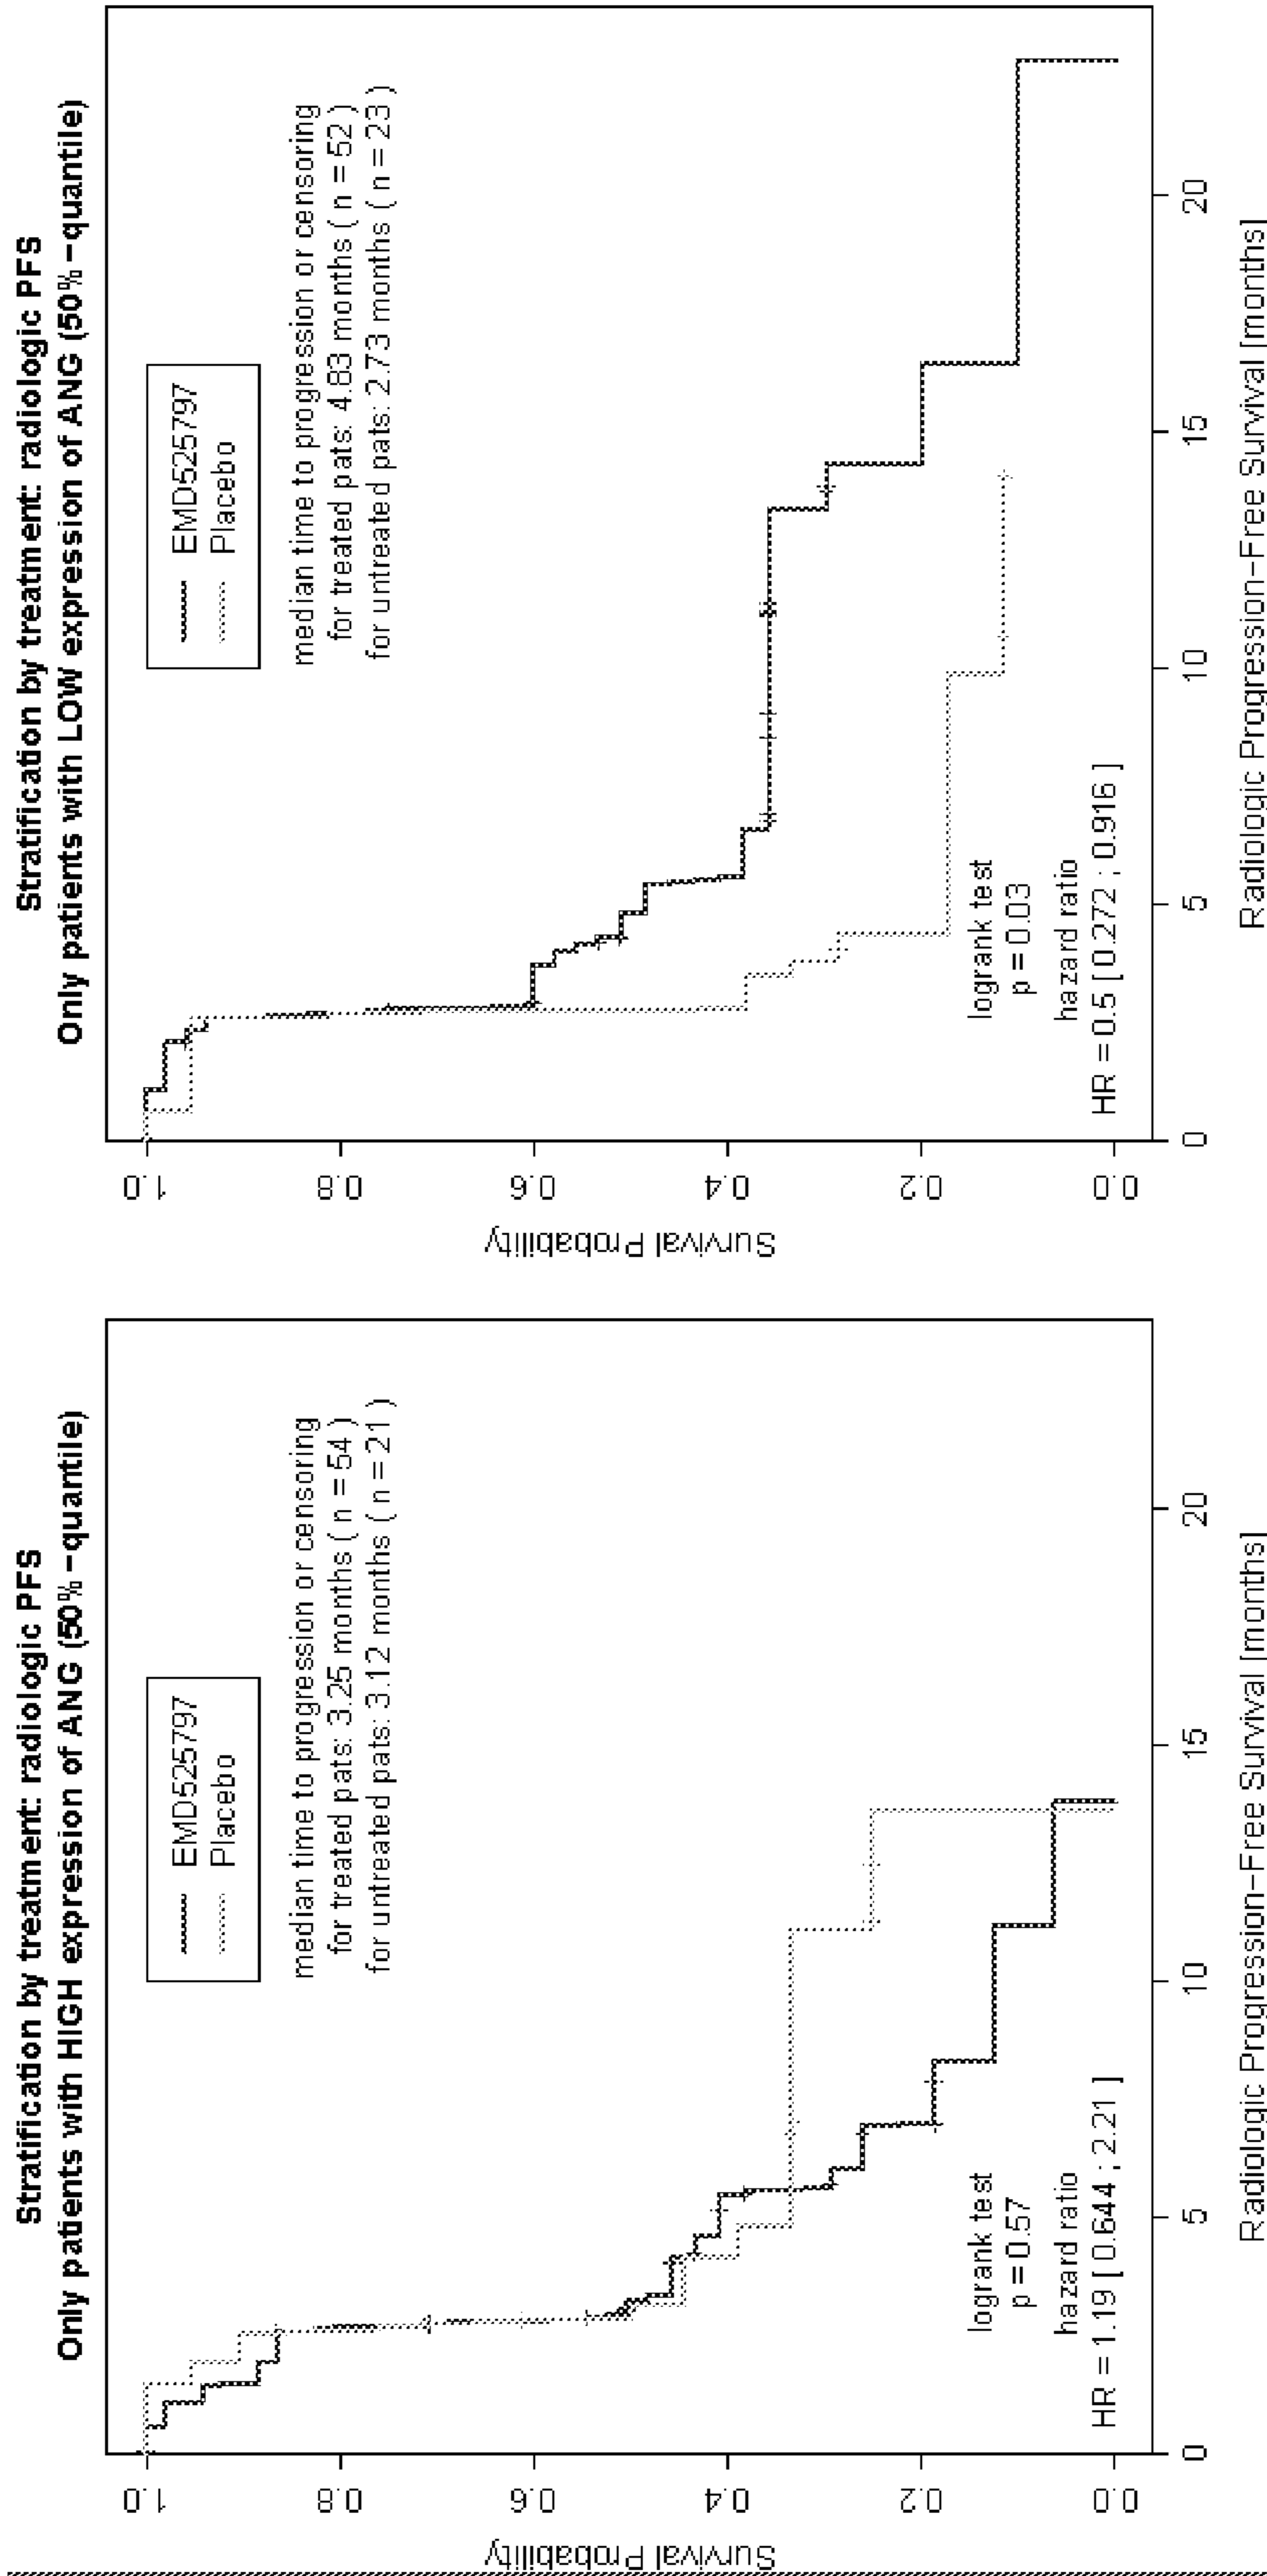 Stratification by treatment: radiologic PFS
Only patients with HIGH expression of ANG (50%-quantile)
EMD525797
Placebo
median time to progression or censoring
for treated pats: 3.25 months ( n = 54 )
for untreated pats: 3.12 months ( n = 21 )
logrank test
p = 0.57
hazard ratio
HR = 1.19 [ 0.644 ; 2.21 ]
Survival Probability
1.0
0.8
0.6
0.4
0.2
0.0
0 5 10 15 20
Radiologic Progression-Free Survival [months]
Stratification by treatment: radiologic PFS
Only patients with LOW expression of ANG (50%-quantile)
EMD525797
Placebo
median time to progression or censoring
for treated pats: 4.83 months ( n = 52 )
for untreated pats: 2.73 months ( n = 23 )
logrank test
p = 0.03
hazard ratio
HR = 0.5 [ 0.272 ; 0.916 ]
Survival Probability
1.0
0.8
0.6
0.4
0.2
0.0
0 5 10 15 20
Radiologic Progression-Free Survival [months]